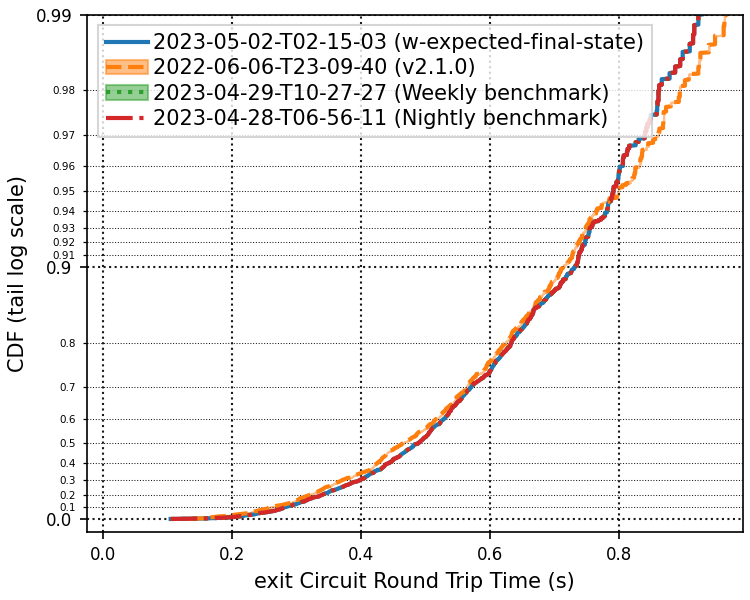 0.99
2023-05-02-T02-15-03 (w-expected-final-state)
2022-06-06-T23-09-40 (v2.1.0)
2023-04-29-T10-27-27 (Weekly benchmark)
2023-04-28-T06-56-11 (Nightly benchmark)
0.98
0.97
0.96
0.95
0.94
0.93
0.92
0.91
0.9
0.8
0.7
0.6
0.5
0.4
0.3
0.2
0.1
0.0
CDF (tail log scale)
0.0 0.2 0.4 0.6 0.8
exit Circuit Round Trip Time (s)